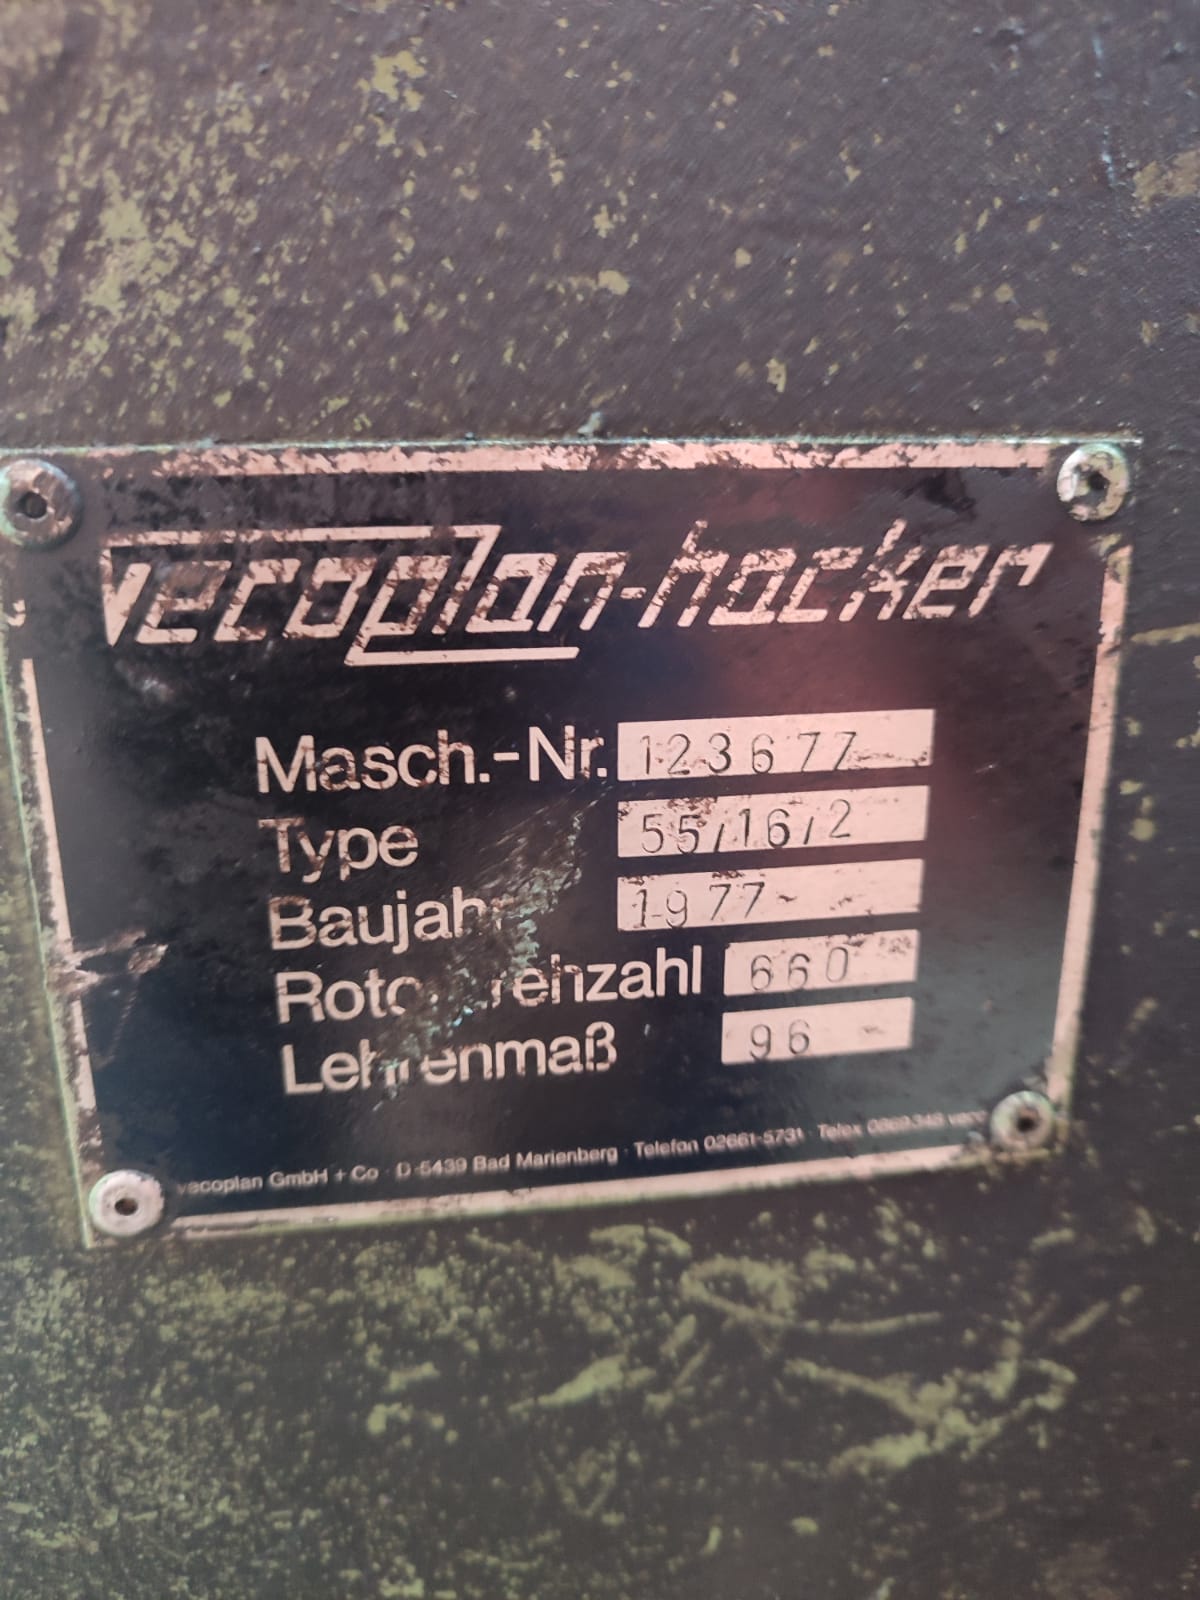 vecoplan-hacker
Masch.-Nr. 123677
Type 55/16/2
Baujahr 1977
Rotordrehzahl 660
Lehrenmaß 96
vecoplan GmbH + Co · D-5439 Bad Marienberg · Telefon 02661-5731 · Telex